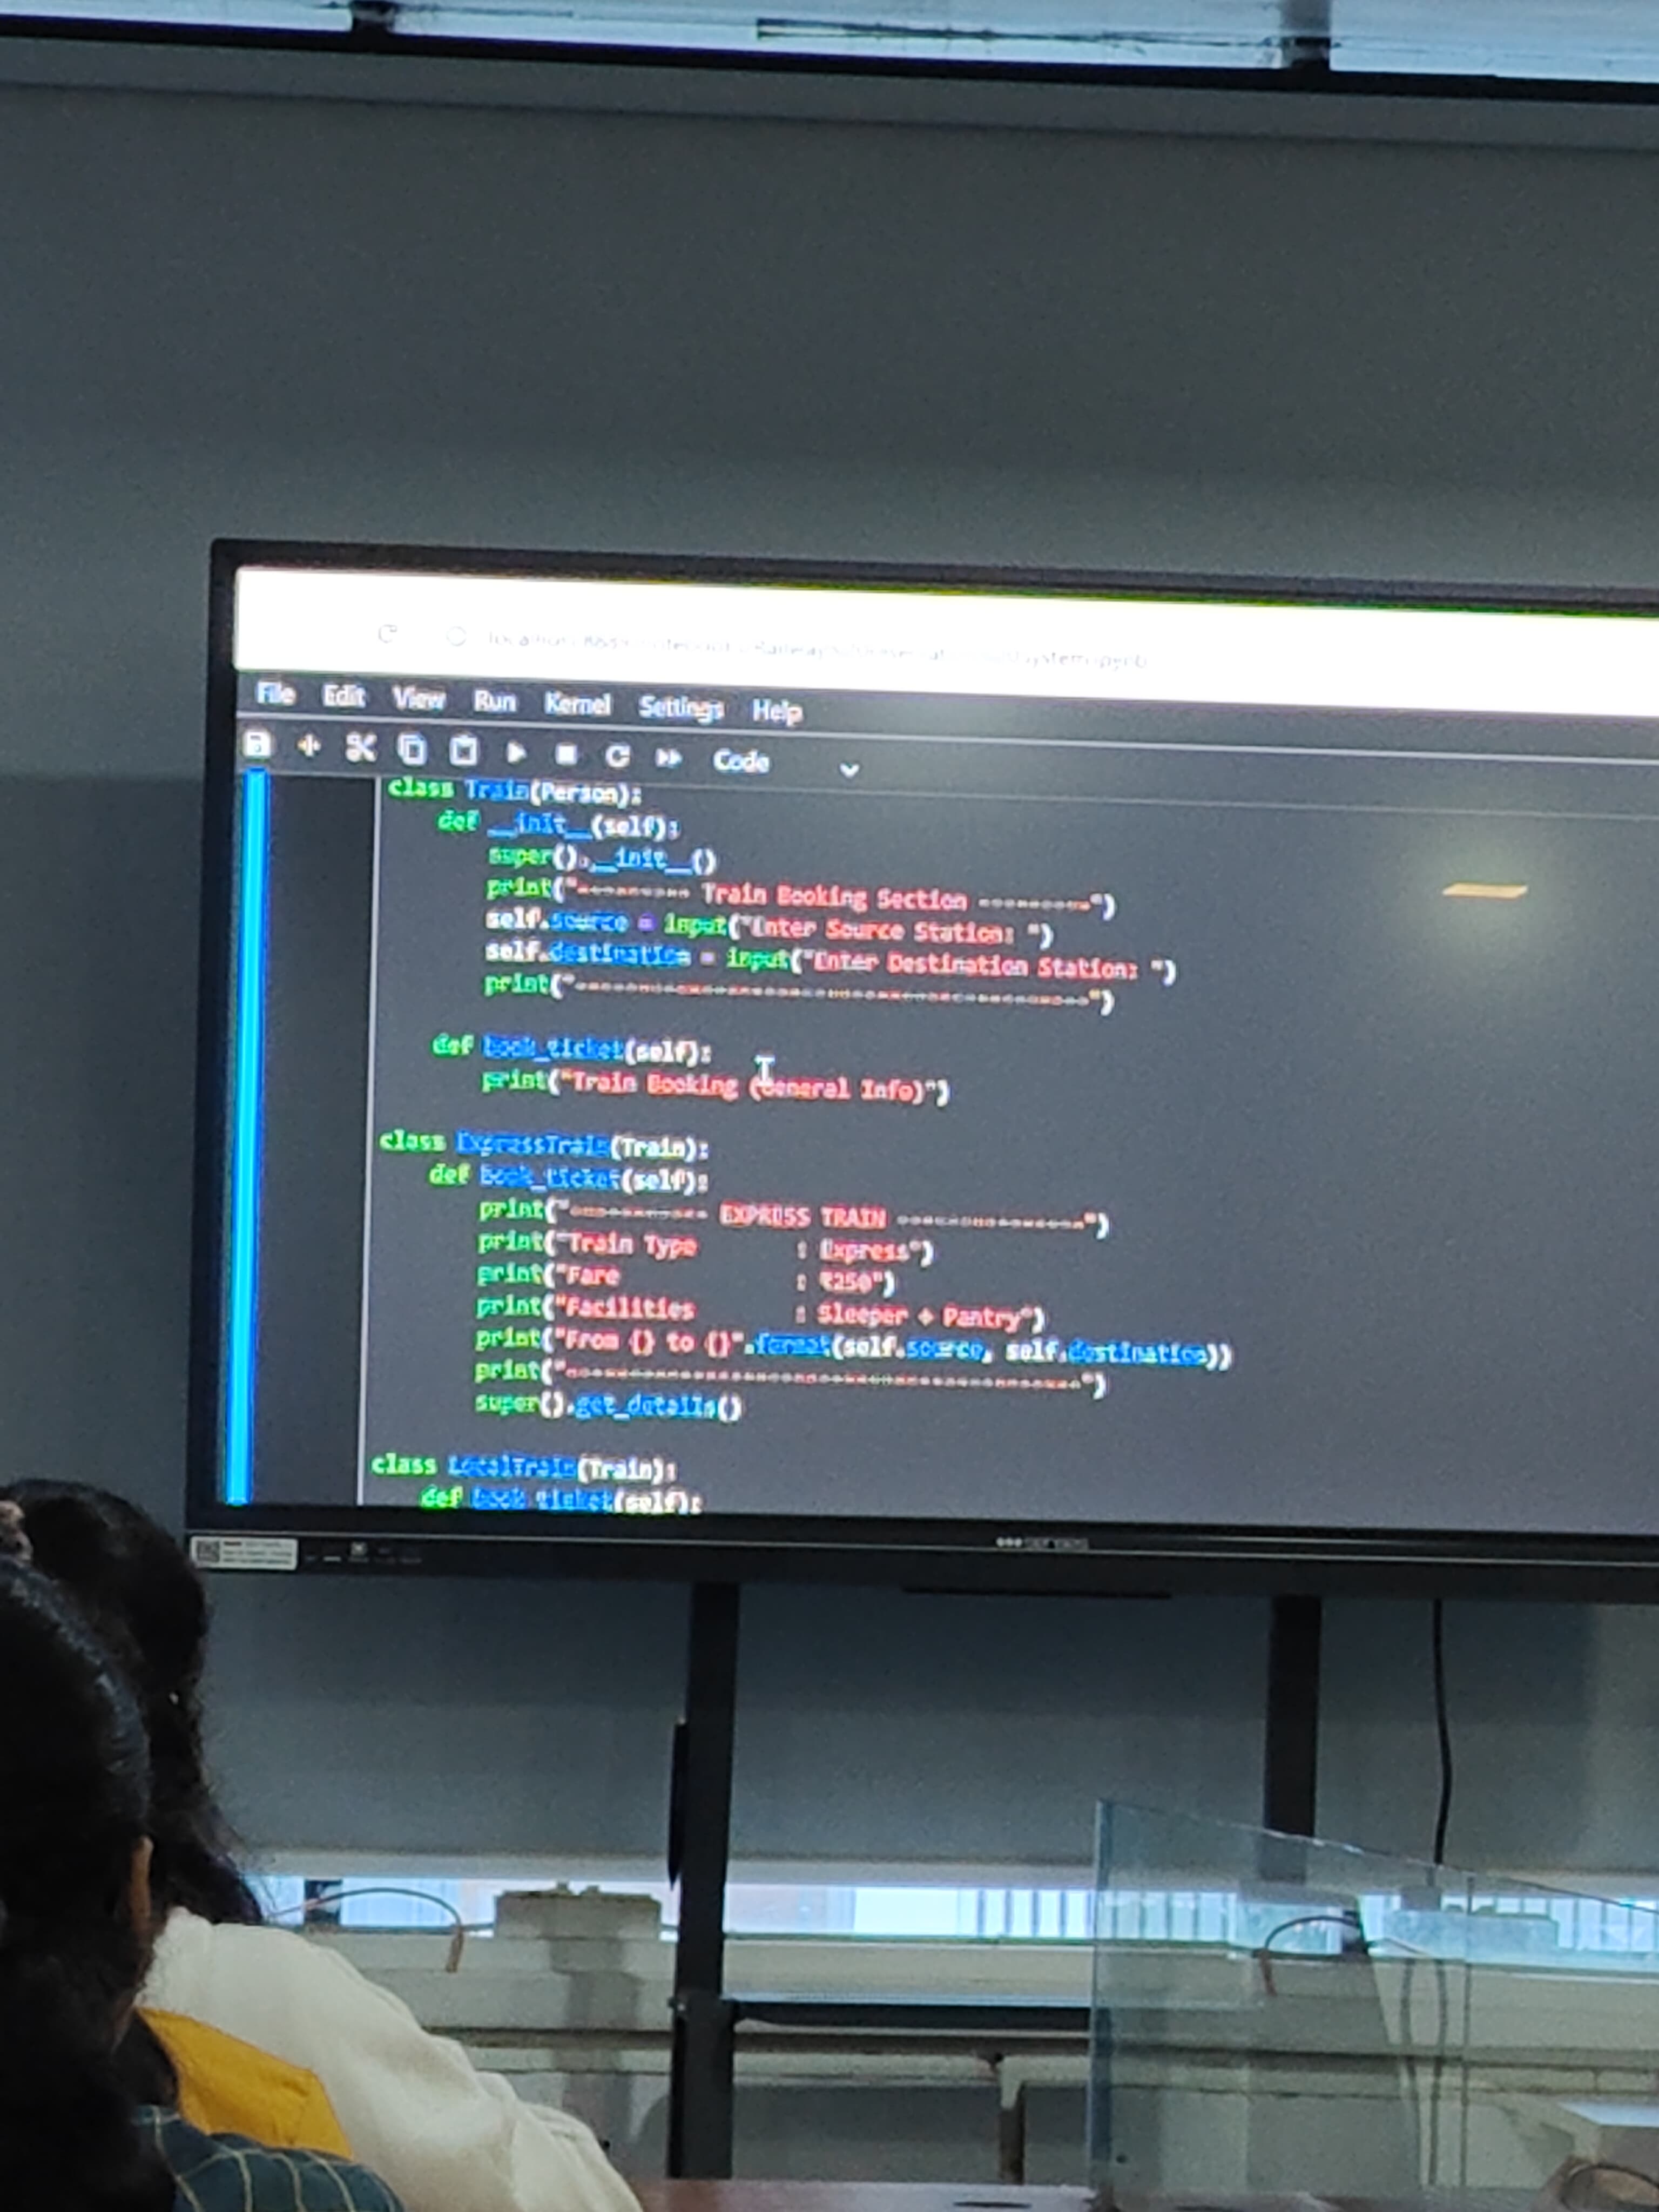 File Edit View Run Kernel Settings Help
Code
class Train(Person):
def __init__(self):
super().__init__()
print("---------- Train Booking Section ----------")
self.source = input("Enter Source Station: ")
self.destination = input("Enter Destination Station: ")
print("----------------------------------------------")
def book_ticket(self):
print("Train Booking (General Info)")
class ExpressTrain(Train):
def book_ticket(self):
print("------------ EXPRESS TRAIN -----------------")
print("Train Type : Express")
print("Fare : ₹250")
print("Facilities : Sleeper + Pantry")
print("From {} to {}".format(self.source, self.destination))
print("----------------------------------------------")
super().get_details()
class LocalTrain(Train):
def book_ticket(self):